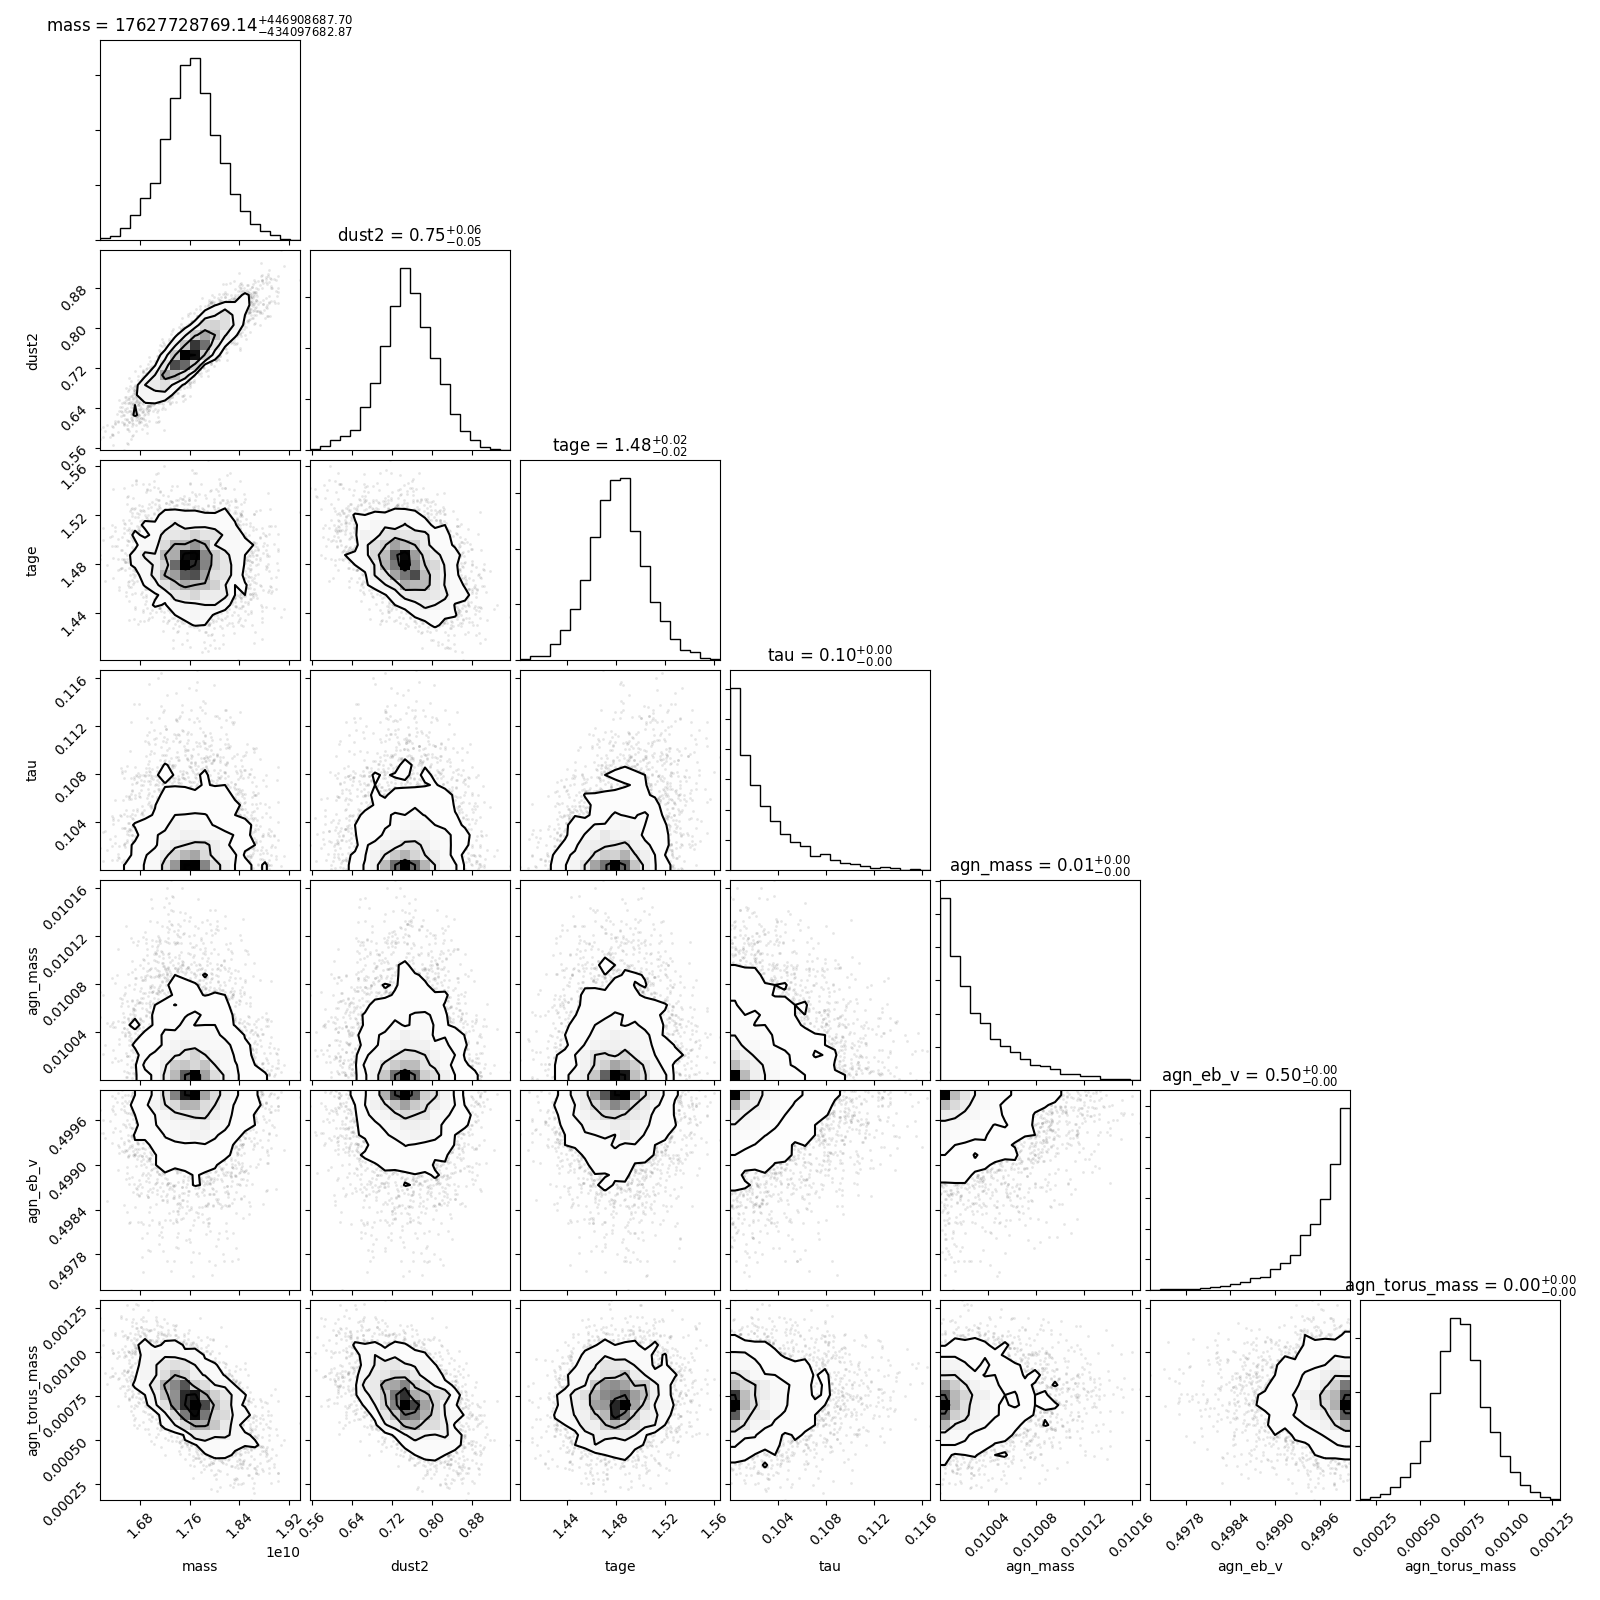 mass = 17627728769.14+446908687.70−434097682.87
dust2 = 0.75+0.06−0.05
dust2
0.88
0.80
0.72
0.64
0.56
tage = 1.48+0.02−0.02
tage
1.56
1.52
1.48
1.44
tau = 0.10+0.00−0.00
tau
0.116
0.112
0.108
0.104
agn_mass = 0.01+0.00−0.00
agn_mass
0.01016
0.01012
0.01008
0.01004
agn_eb_v = 0.50+0.00−0.00
agn_eb_v
0.4996
0.4990
0.4984
0.4978
agn_torus_mass = 0.00+0.00−0.00
agn_torus_mass
0.00125
0.00100
0.00075
0.00050
0.00025
1.68 1.76 1.84 1.92 0.56 0.64 0.72 0.80 0.88 1.44 1.48 1.52 1.56 0.104 0.108 0.112 0.116 0.01004 0.01008 0.01012 0.01016 0.4978 0.4984 0.4990 0.4996 0.00025 0.00050 0.00075 0.00100 0.00125
1e10
mass dust2 tage tau agn_mass agn_eb_v agn_torus_mass